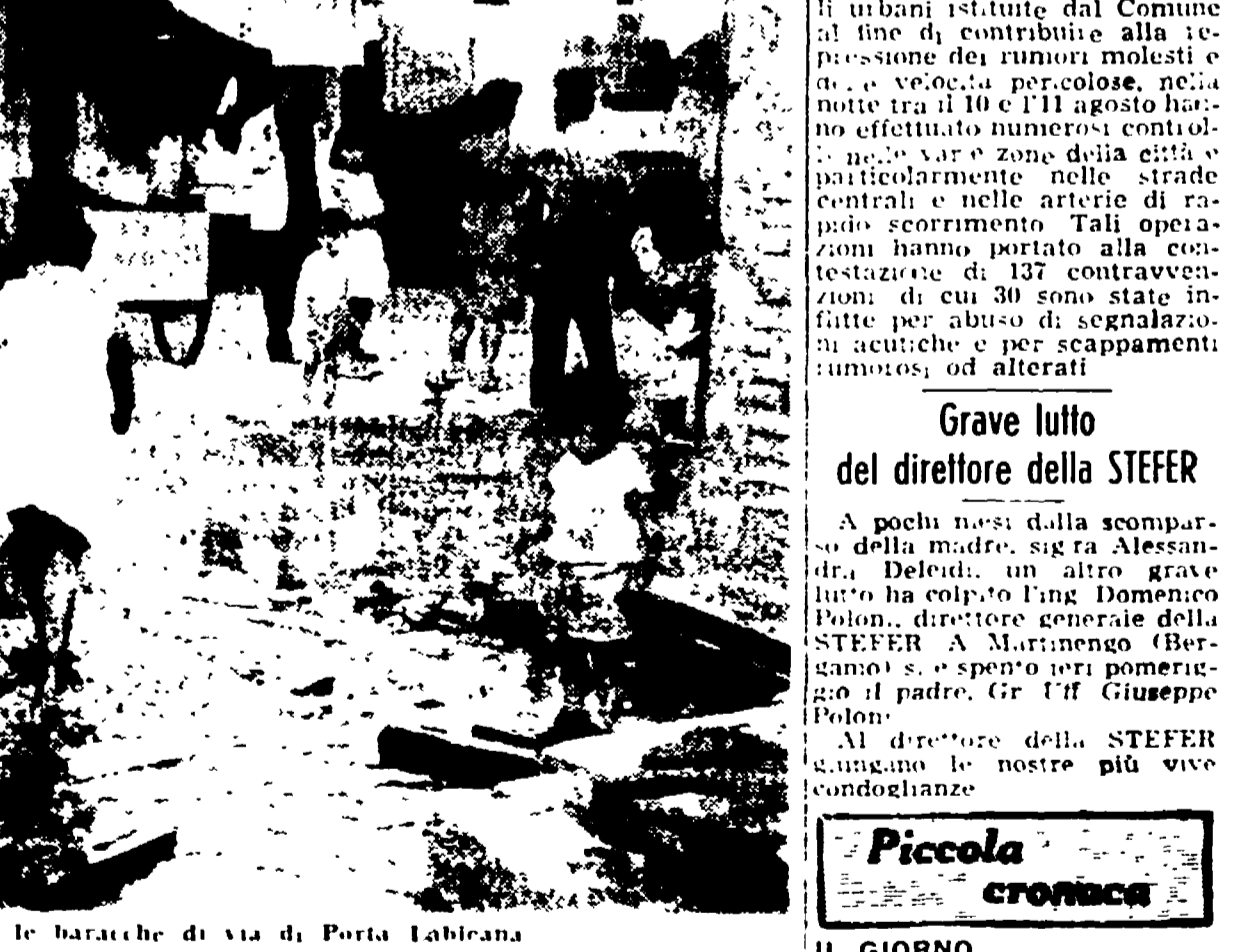 li urbani istituite dal Comune
al fine di contribuire alla re-
pressione dei rumori molesti e
velocità pericolose, nella
notte tra il 10 e l'11 agosto han-
no effettuato numerosi control-
li nelle varie zone della città e
particolarmente nelle strade
centrali e nelle arterie di ra-
pido scorrimento Tali opera-
zioni hanno portato alla con-
testazione di 137 contravven-
zioni di cui 30 sono state in-
flitte per abuso di segnalazio-
ni acutiche e per scappamenti
rumorosi od alterati
Grave lutto
del direttore della STEFER
A pochi mesi dalla scompar-
so della madre, sig ra Alessan-
dra Deleidi, un altro grave
lutto ha colpito l'ing Domenico
Poloni, direttore generale della
STEFER A Martinengo (Ber-
gamo) si è spento ieri pomerig-
gio il padre, Gr Uff Giuseppe
Poloni
Al direttore della STEFER
giungano le nostre più vive
condoglianze
Piccola
cronaca
IL GIORNO
le baracche di via di Porta Labicana